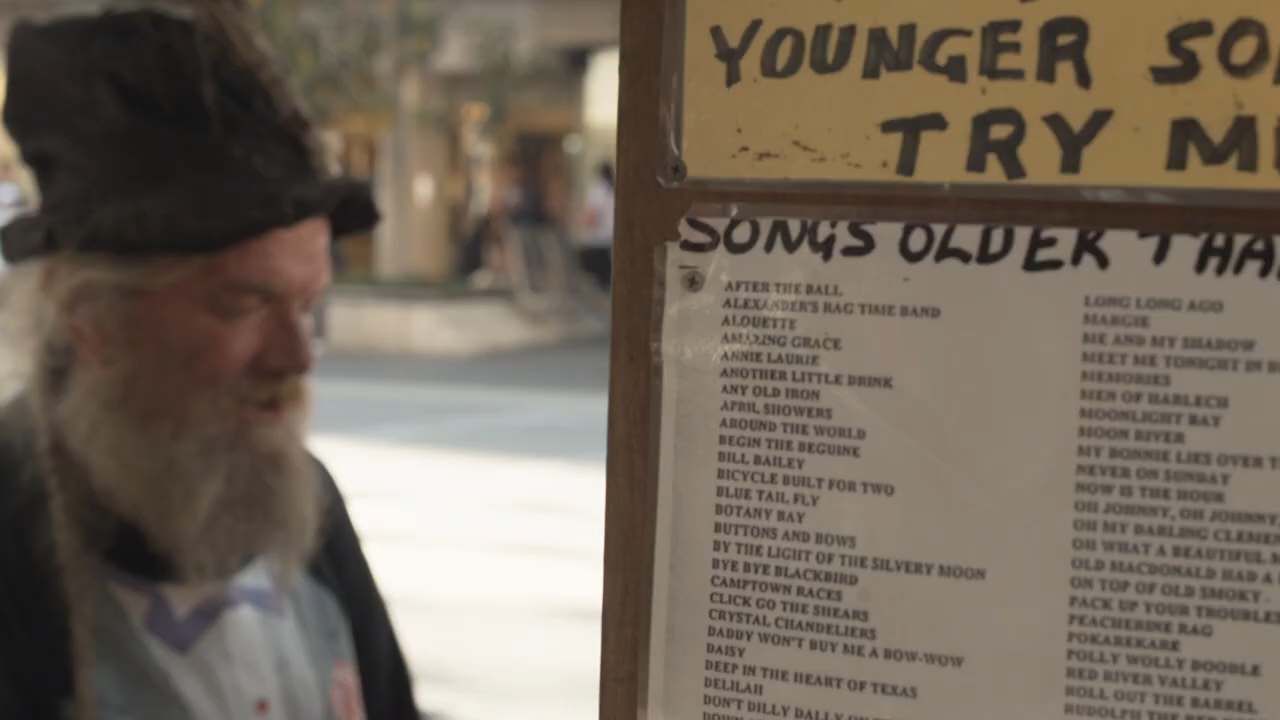 YOUNGER
TRY
SONGS OLDER
AFTER THE BALL
ALEXANDER'S RAG TIME BAND
ALOUETTE
AMAZING GRACE
ANNIE LAURIE
ANOTHER LITTLE DRINK
ANY OLD IRON
APRIL SHOWERS
AROUND THE WORLD
BEGIN THE BEGUINE
BILL BAILEY
BICYCLE BUILT FOR TWO
BLUE TAIL FLY
BOTANY BAY
BUTTONS AND BOWS
BY THE LIGHT OF THE SILVERY MOON
BYE BYE BLACKBIRD
CAMPTOWN RACES
CLICK GO THE SHEARS
CRYSTAL CHANDELIERS
DADDY WON'T BUY ME A BOW-WOW
DAISY
DEEP IN THE HEART OF TEXAS
DELILAH
DON'T DILLY DALLY
LONG LONG AGO
MARGIE
ME AND MY SHADOW
MEET ME TONIGHT IN
MEMORIES
MEN OF HARLECH
MOONLIGHT BAY
MOON RIVER
MY BONNIE LIES OVER
NEVER ON SUNDAY
NOW IS THE HOUR
OH JOHNNY, OH JOHNNY
OH MY DARLING
OH WHAT A BEAUTIFUL
OLD MACDONALD HAD A
ON TOP OF OLD SMOKY
PACK UP YOUR
PEACHERINE RAG
POKAREKARE
POLLY WOLLY DOODLE
RED RIVER VALLEY
ROLL OUT THE BARREL
RUDOLPH THE